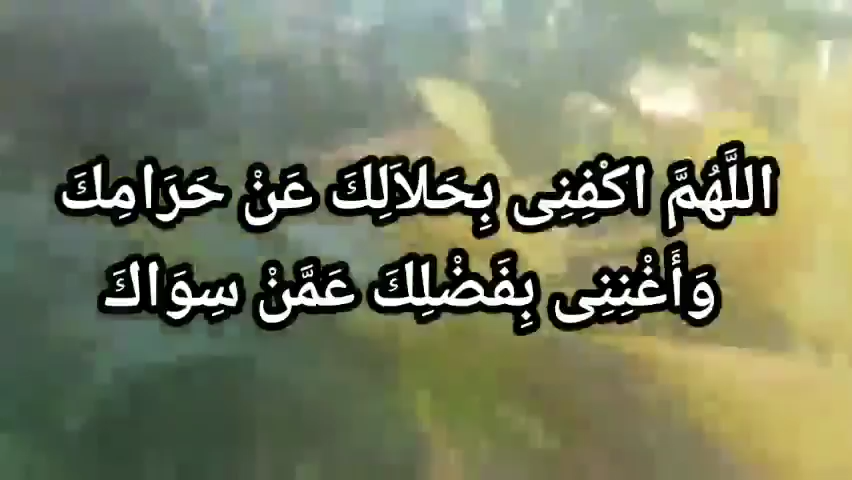 اللَّهُمَّ اكْفِنِى بِحَلاَلِكَ عَنْ حَرَامِكَ
وَأَغْنِنِى بِفَضْلِكَ عَمَّنْ سِوَاكَ